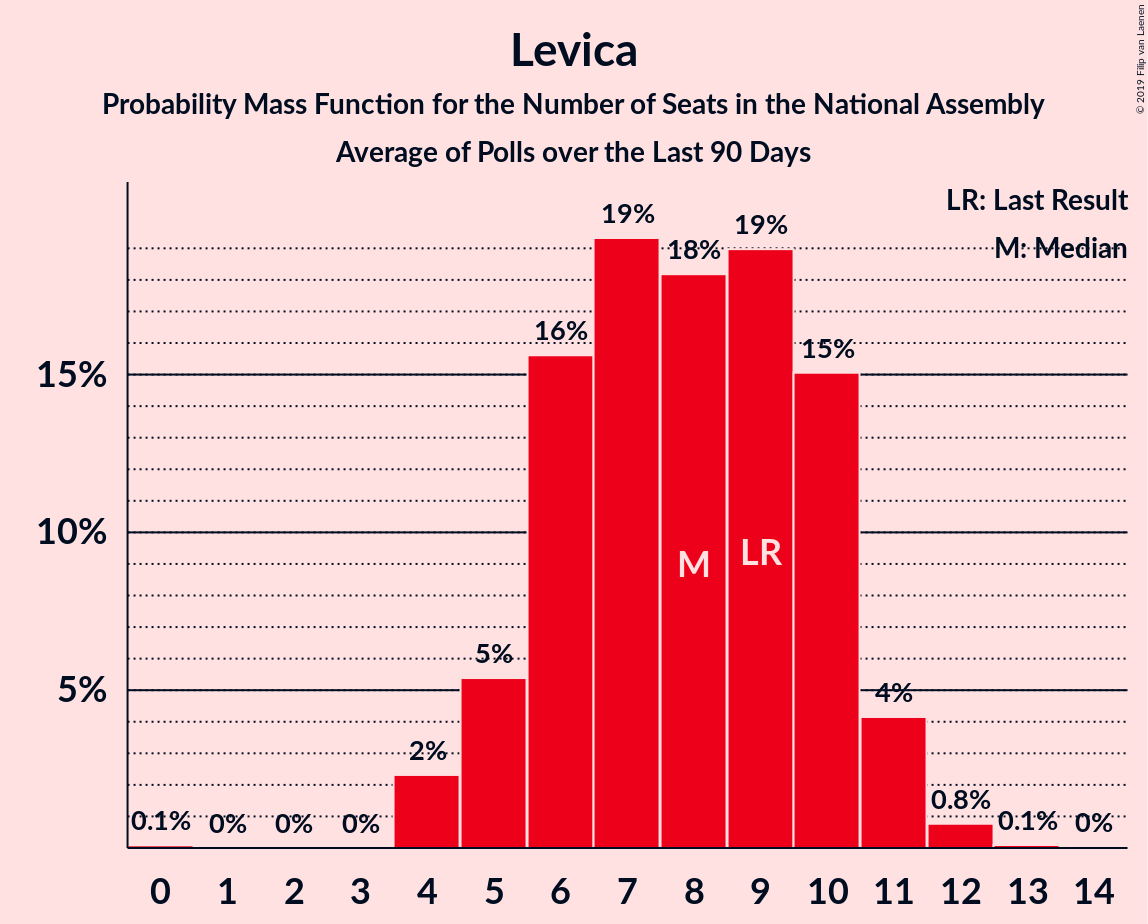 Levica
Probability Mass Function for the Number of Seats in the National Assembly
Average of Polls over the Last 90 Days
© 2019 Filip van Laenen
LR: Last Result
M: Median
19%
19%
18%
16%
15%
15%
10%
M
LR
5%
5%
4%
2%
0.1%
0%
0%
0%
0.8%
0.1%
0%
0 1 2 3 4 5 6 7 8 9 10 11 12 13 14